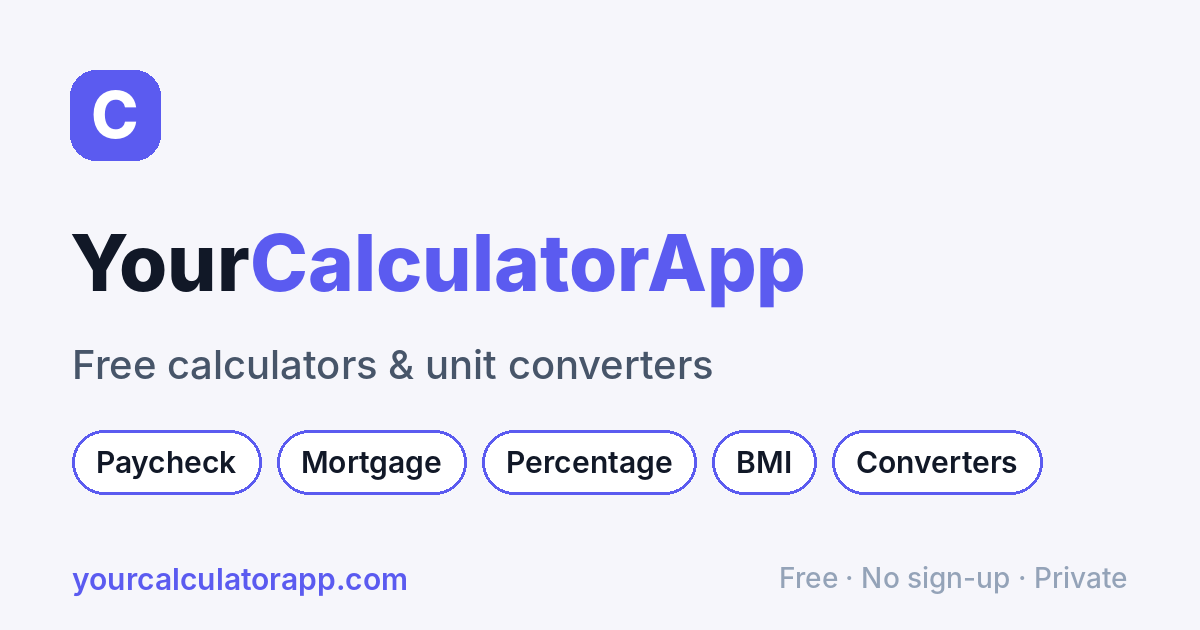 C
YourCalculatorApp
Free calculators & unit converters
Paycheck Mortgage Percentage BMI Converters
yourcalculatorapp.com Free · No sign-up · Private